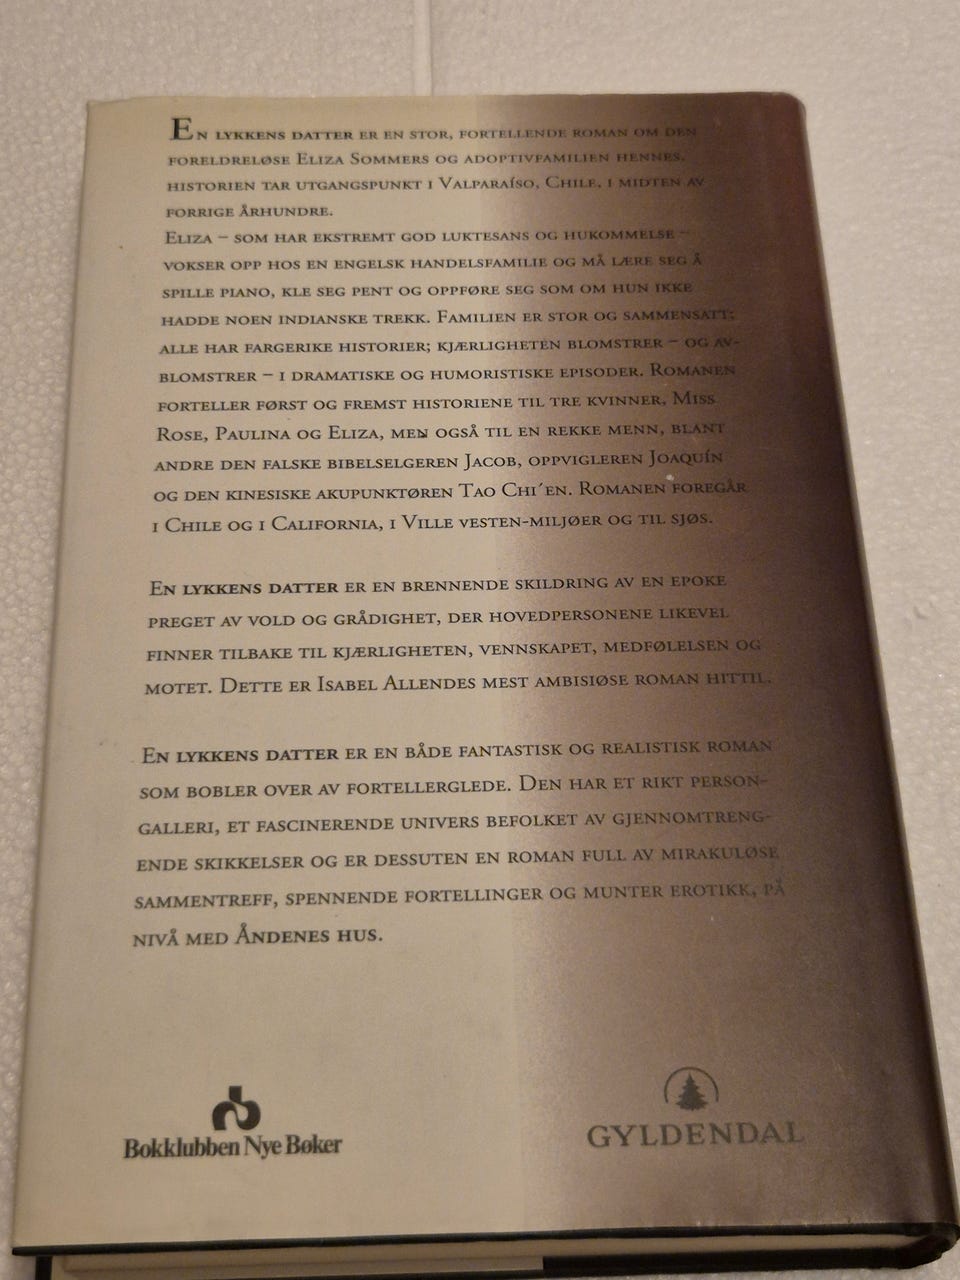 En lykkens datter er en stor, fortellende roman om den
foreldreløse Eliza Sommers og adoptivfamilien hennes.
Historien tar utgangspunkt i Valparaíso, Chile, i midten av
forrige århundre.
Eliza – som har ekstremt god luktesans og hukommelse –
vokser opp hos en engelsk handelsfamilie og må lære seg å
spille piano, kle seg pent og oppføre seg som om hun ikke
hadde noen indianske trekk. Familien er stor og sammensatt;
alle har fargerike historier; kjærligheten blomstrer – og av-
blomstrer – i dramatiske og humoristiske episoder. Romanen
forteller først og fremst historiene til tre kvinner, Miss
Rose, Paulina og Eliza, men også til en rekke menn, blant
andre den falske bibelselgeren Jacob, oppvigleren Joaquín
og den kinesiske akupunktøren Tao Chi´en. Romanen foregår
i Chile og i California, i Ville vesten-miljøer og til sjøs.
En lykkens datter er en brennende skildring av en epoke
preget av vold og grådighet, der hovedpersonene likevel
finner tilbake til kjærligheten, vennskapet, medfølelsen og
motet. Dette er Isabel Allendes mest ambisiøse roman hittil.
En lykkens datter er en både fantastisk og realistisk roman
som bobler over av fortellerglede. Den har et rikt person-
galleri, et fascinerende univers befolket av gjennomtreng-
ende skikkelser og er dessuten en roman full av mirakuløse
sammentreff, spennende fortellinger og munter erotikk, på
nivå med Åndenes hus.
Bokklubben Nye Bøker
GYLDENDAL